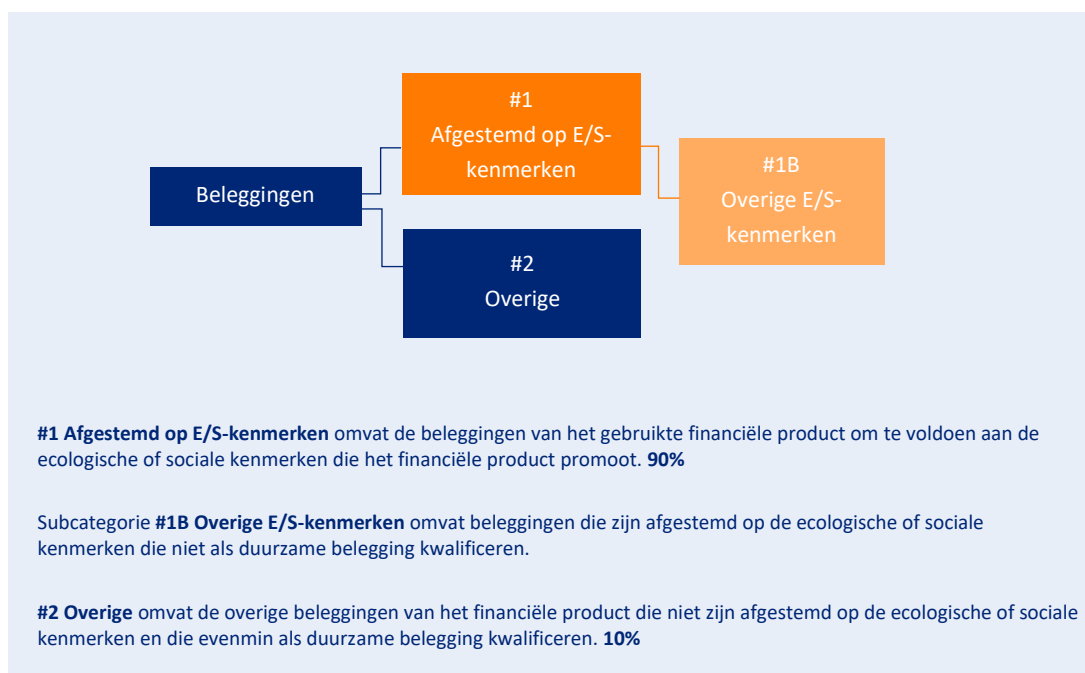 #1
Afgestemd op E/S-
kenmerken
Beleggingen
#1B
Overige E/S-
kenmerken
#2
Overige
#1 Afgestemd op E/S-kenmerken omvat de beleggingen van het gebruikte financiële product om te voldoen aan de
ecologische of sociale kenmerken die het financiële product promoot. 90%
Subcategorie #1B Overige E/S-kenmerken omvat beleggingen die zijn afgestemd op de ecologische of sociale
kenmerken die niet als duurzame belegging kwalificeren.
#2 Overige omvat de overige beleggingen van het financiële product die niet zijn afgestemd op de ecologische of sociale
kenmerken en die evenmin als duurzame belegging kwalificeren. 10%